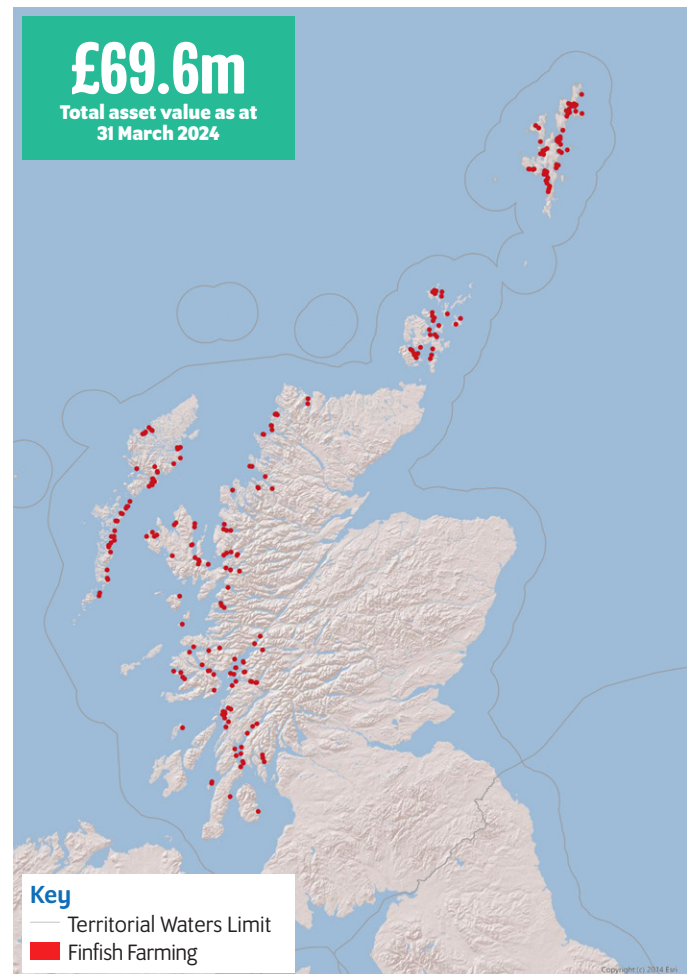 £69.6m
Total asset value as at
31 March 2024
Key
Territorial Waters Limit
Finfish Farming
Copyright (c) 2014 Esri